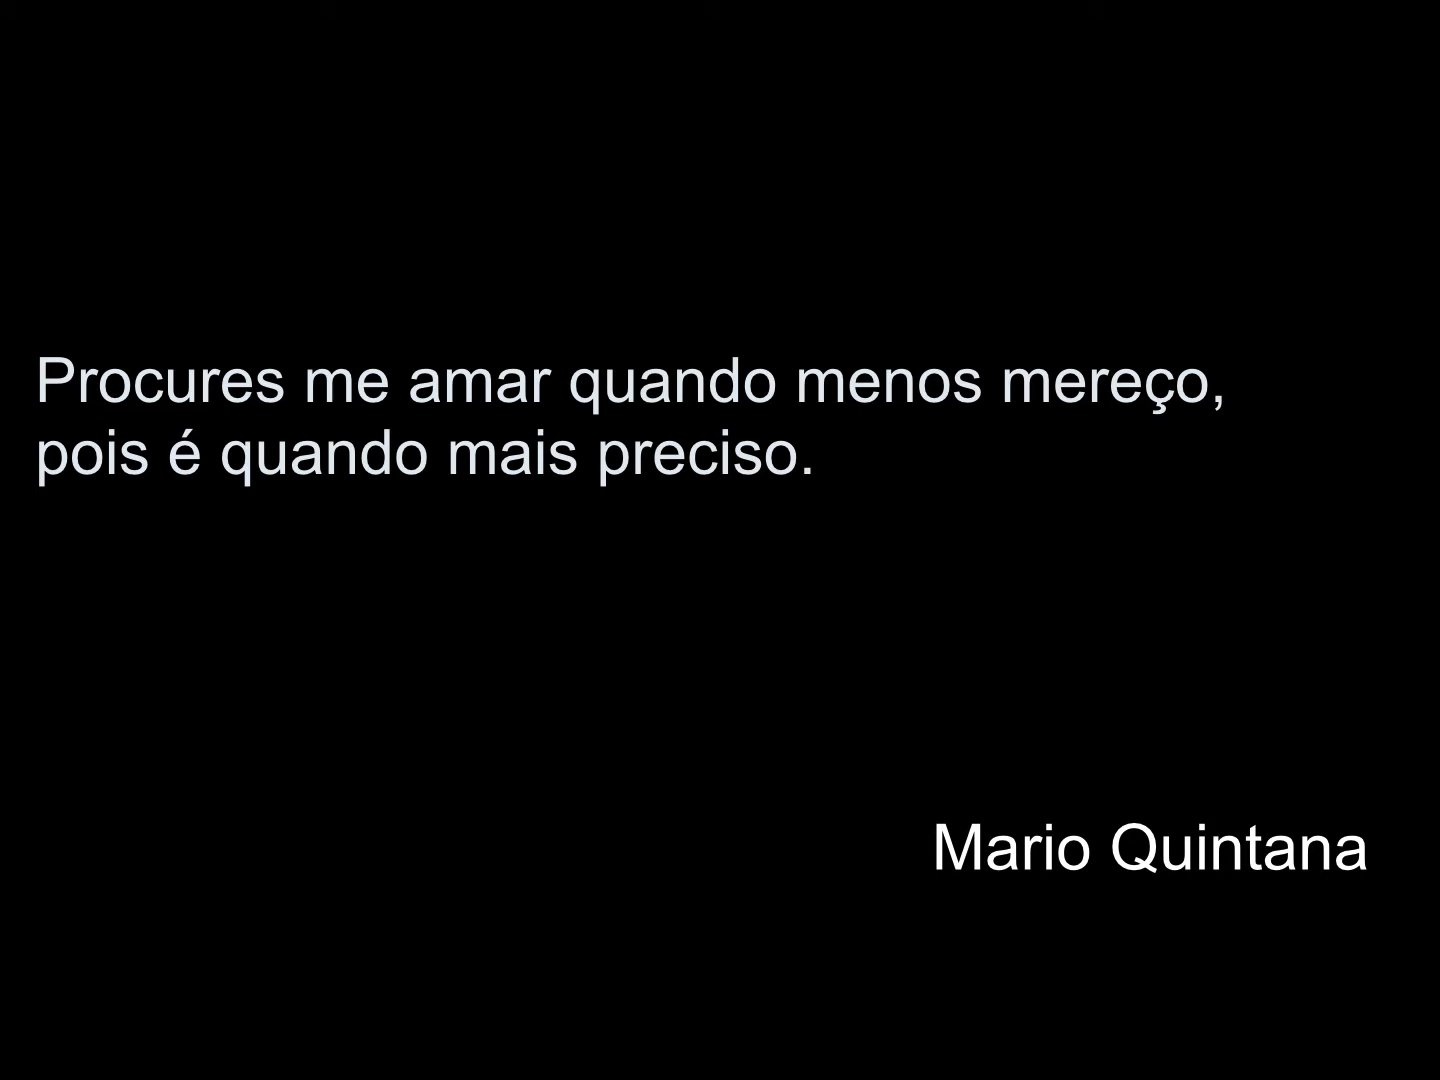 Procures me amar quando menos mereço,
pois é quando mais preciso.
Mario Quintana